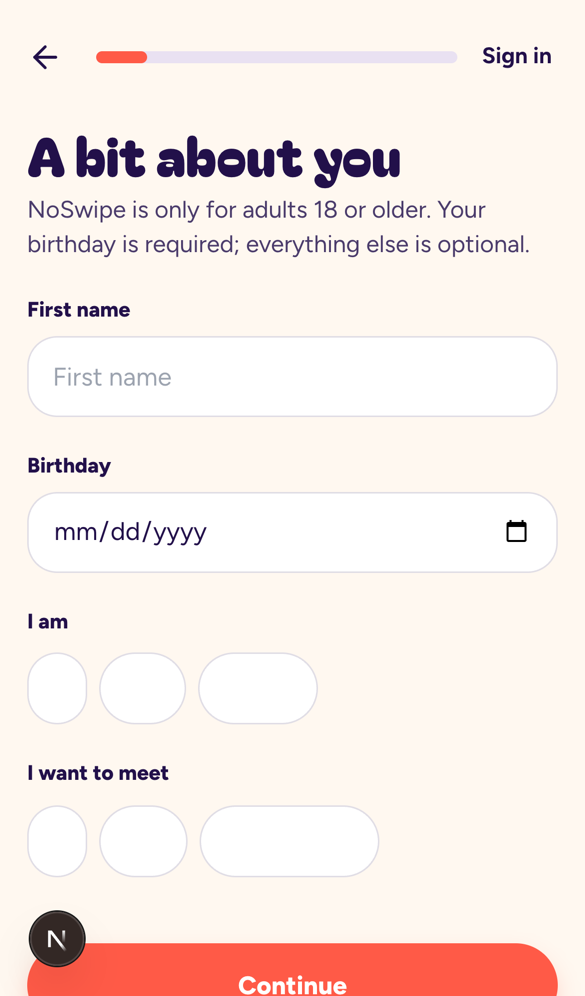 Sign in
A bit about you
NoSwipe is only for adults 18 or older. Your
birthday is required; everything else is optional.
First name
First name
Birthday
mm/dd/yyyy
I am
I want to meet
N
Continue